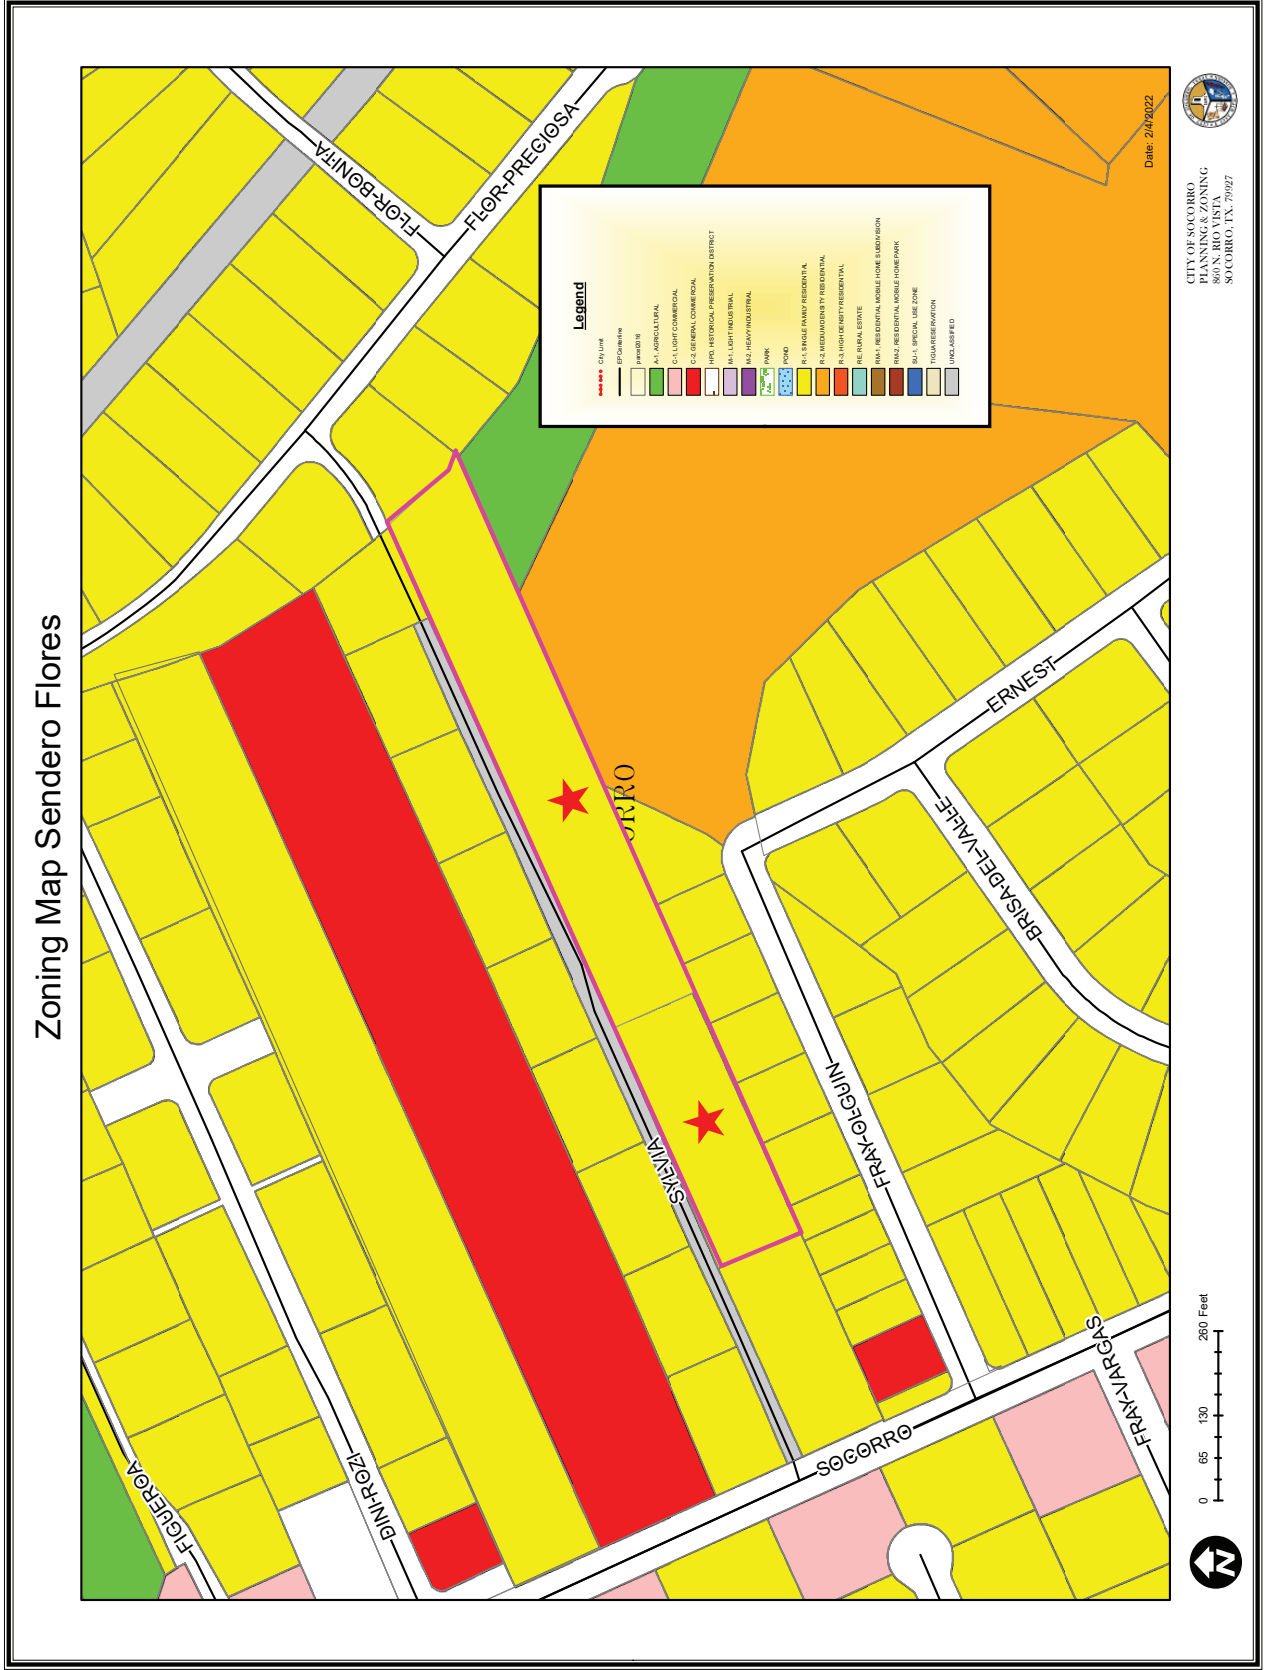 Zoning Map Sendero Flores
FLOR-BONITA
FLOR-PRECIOSA
Legend
City Limit
EPCenterline
parcel2016
A-1, AGRICULTURAL
C-1, LIGHT COMMERCIAL
C-2, GENERAL COMMERCIAL
HPD, HISTORICAL PRESERVATION DISTRICT
M-1, LIGHT INDUSTRIAL
M-2, HEAVY INDUSTRIAL
PARK
POND
R-1, SINGLE FAMILY RESIDENTIAL
R-2, MEDIUM DENSITY RESIDENTIAL
R-3, HIGH DENSITY RESIDENTIAL
RE, RURAL ESTATE
RM-1, RESIDENTIAL MOBILE HOME SUBDIVISION
RM-2, RESIDENTIAL MOBILE HOME PARK
SU-1, SPECIAL USE ZONE
TIGUA RESERVATION
UNCLASSIFIED
ERNEST
ORRO
BRISA-DEL-VALLE
SYLVIA
FRAY-OLGUIN
FIGUEROA
DINI-ROZI
SOCORRO
FRAY-VARGAS
Date: 2/4/2022
CITY OF SOCORRO
PLANNING & ZONING
860 N. RIO VISTA
SOCORRO, TX. 79927
0 65 130 260 Feet
N